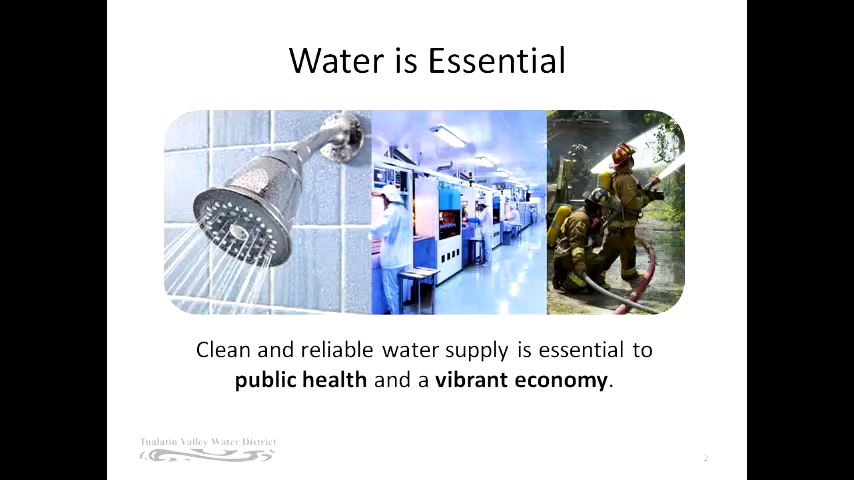 Water is Essential
Clean and reliable water supply is essential to
public health and a vibrant economy.
Tualatin Valley Water District
2